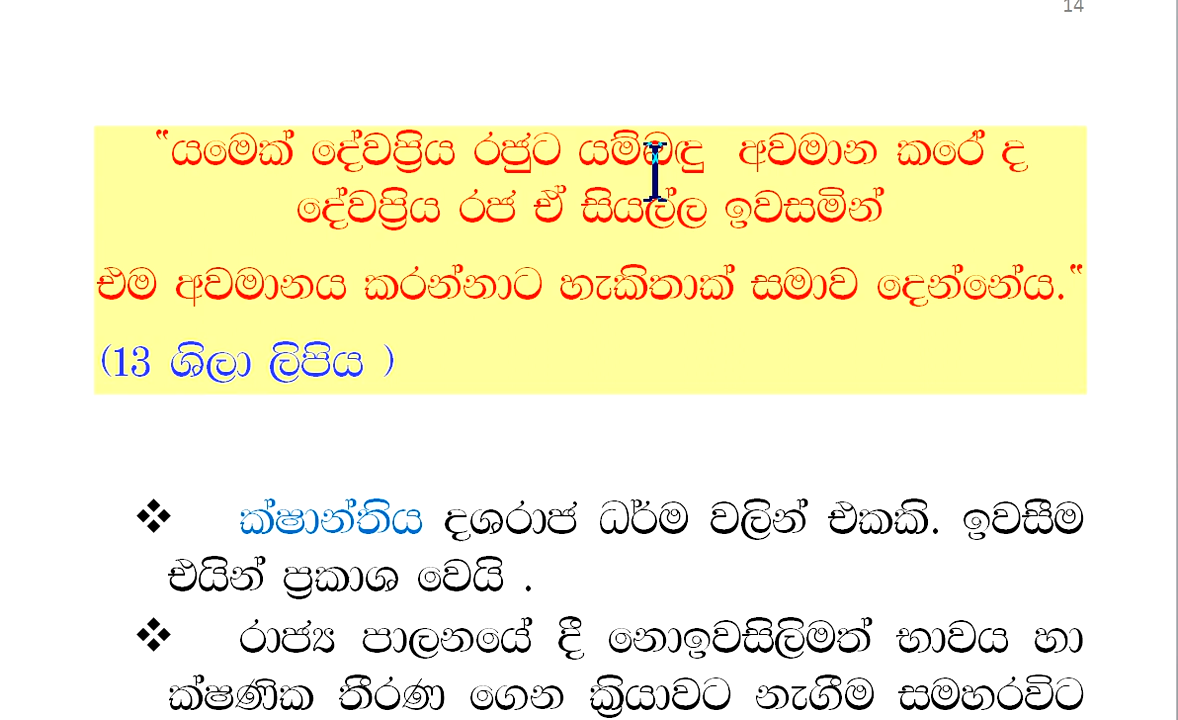 14
“යමෙක් දේවප්‍රිය රජුට යම්බඳු අවමාන කරේ ද
දේවප්‍රිය රජ ඒ සියල්ල ඉවසමින්
එම අවමානය කරන්නාට හැකිතාක් සමාව දෙන්නේය.“
(13 ශිලා ලිපිය )
❖ ක්ෂාන්තිය දශරාජ ධර්ම වලින් එකකි. ඉවසීම
එයින් ප්‍රකාශ වෙයි .
❖ රාජ්‍ය පාලනයේ දී නොඉවසිලිමත් භාවය හා
ක්ෂණික තීරණ ගෙන ක්‍රියාවට නැගීම සමහරවිට